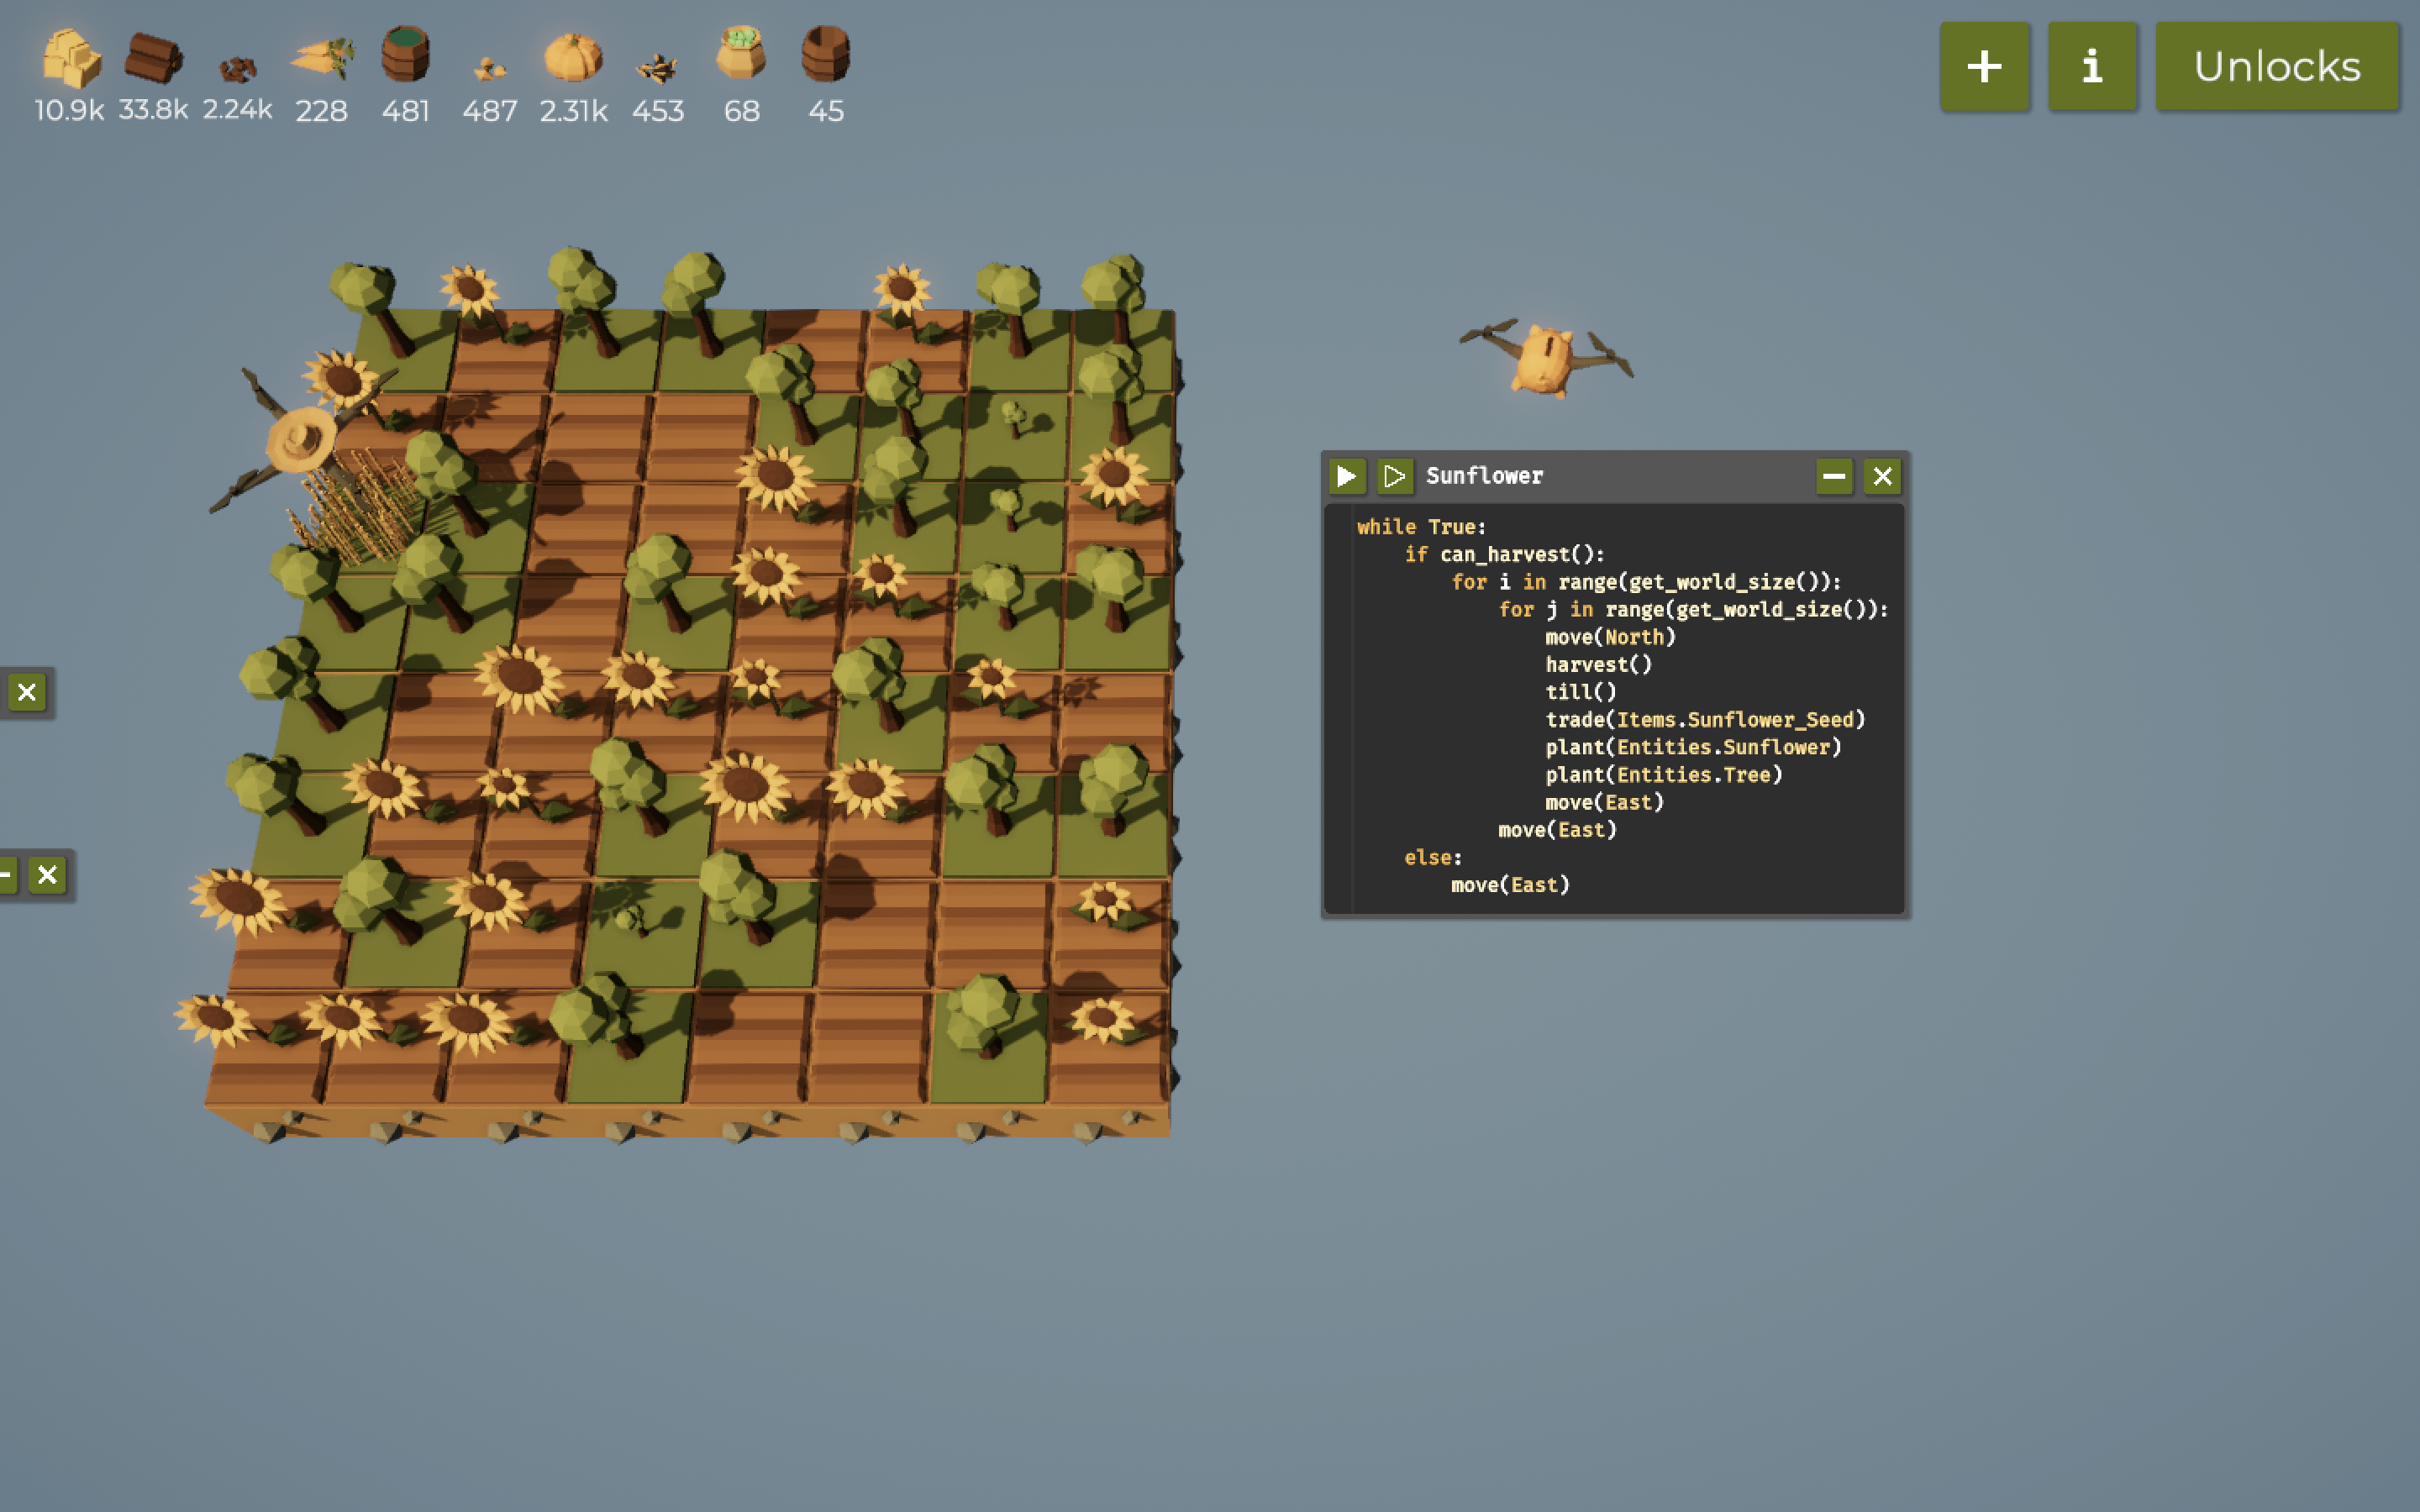 10.9k 33.8k 2.24k 228 481 487 2.31k 453 68 45
+ i Unlocks
Sunflower
while True:
    if can_harvest():
        for i in range(get_world_size()):
            for j in range(get_world_size()):
                move(North)
                harvest()
                till()
                trade(Items.Sunflower_Seed)
                plant(Entities.Sunflower)
                plant(Entities.Tree)
                move(East)
            move(East)
    else:
        move(East)